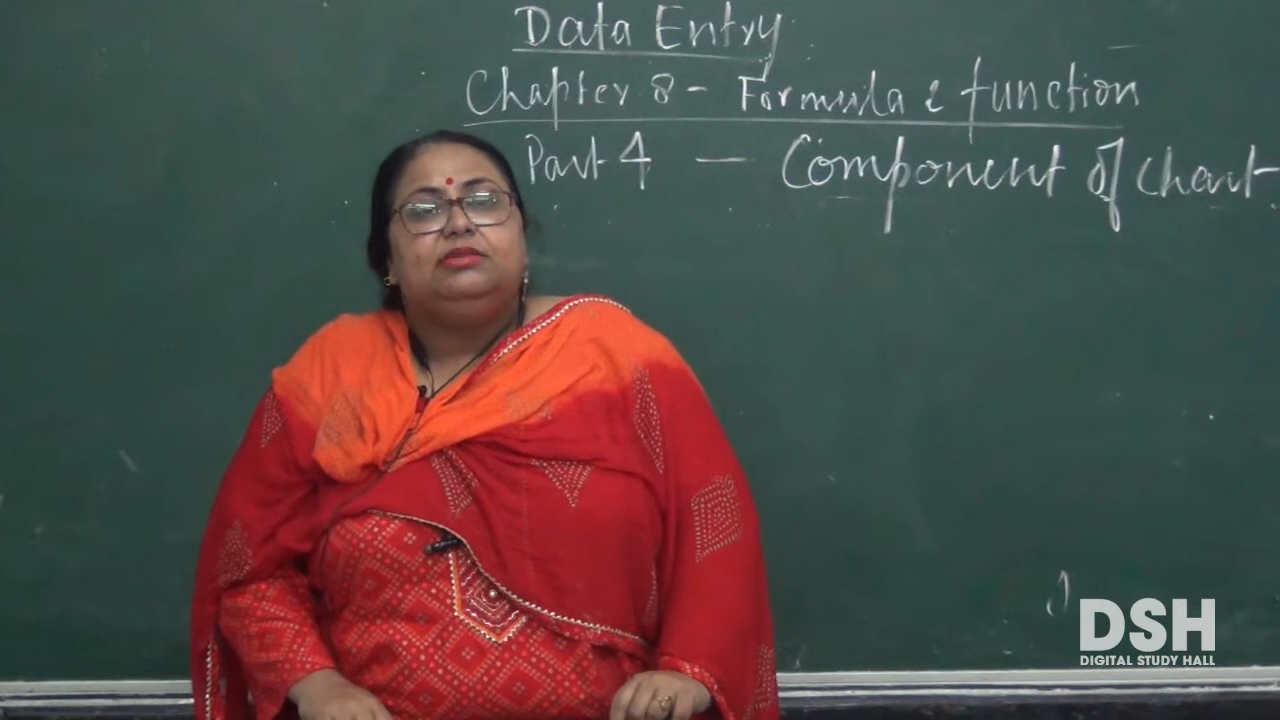 Data Entry
Chapter 8 - Formula & function
Part 4 — Component of Chart
DSH
DIGITAL STUDY HALL